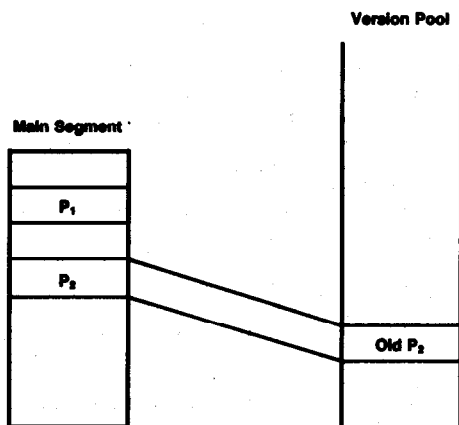 Version Pool
Main Segment
P₁
P₂
Old P₂